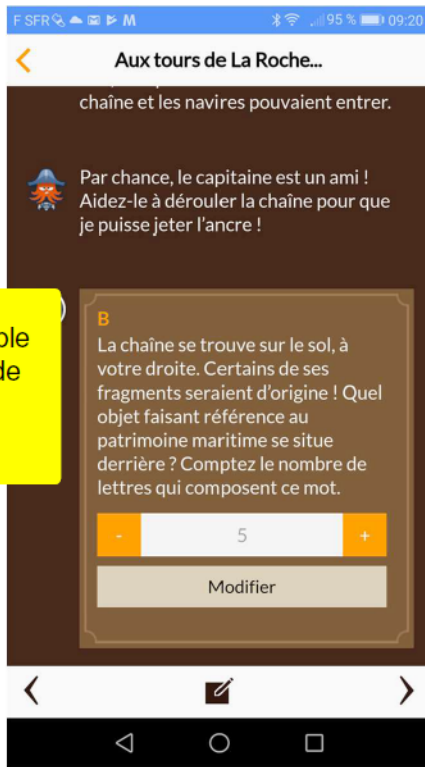 F SFR M 95 % 09:20
Aux tours de La Roche...
chaîne et les navires pouvaient entrer.
Par chance, le capitaine est un ami !
Aidez-le à dérouler la chaîne pour que
je puisse jeter l'ancre !
B
La chaîne se trouve sur le sol, à
votre droite. Certains de ses
fragments seraient d'origine ! Quel
objet faisant référence au
patrimoine maritime se situe
derrière ? Comptez le nombre de
lettres qui composent ce mot.
- 5 +
Modifier